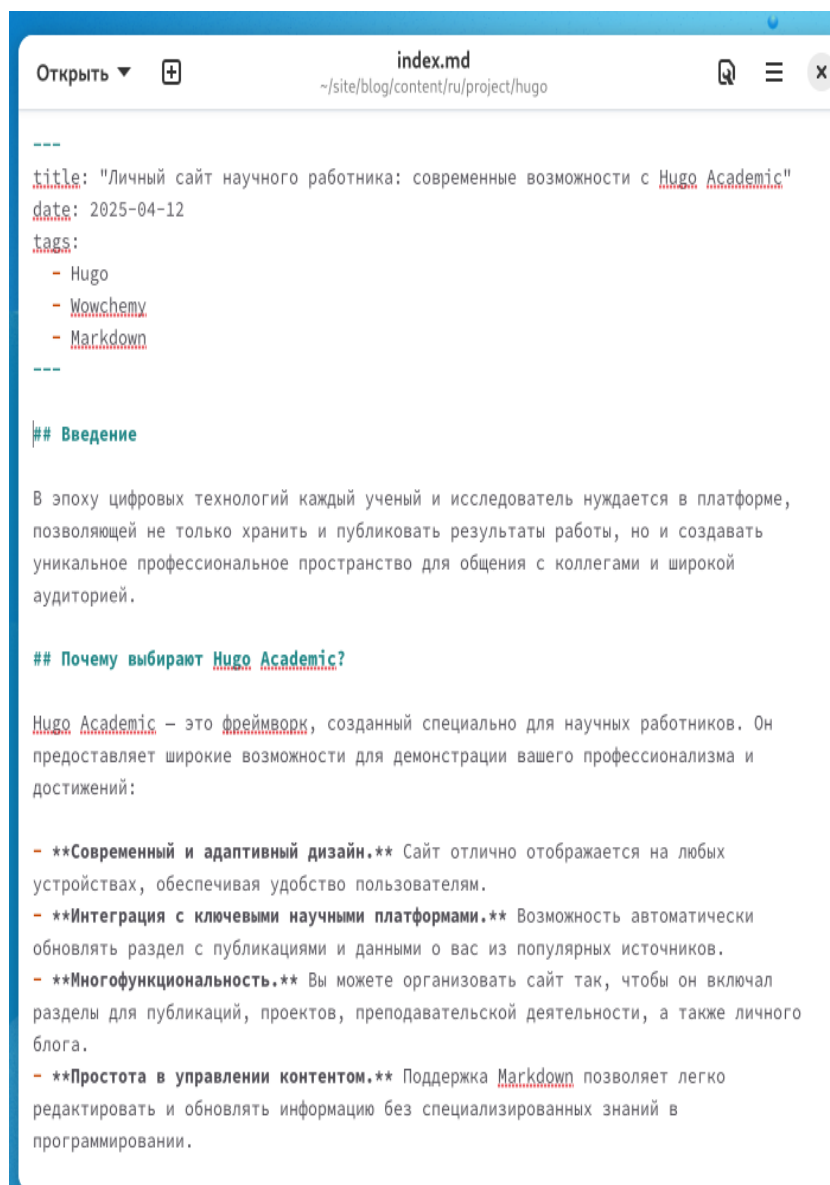 Открыть
index.md
~/site/blog/content/ru/project/hugo
---
title: "Личный сайт научного работника: современные возможности с Hugo Academic"
date: 2025-04-12
tags:
  - Hugo
  - Wowchemy
  - Markdown
---
## Введение
В эпоху цифровых технологий каждый ученый и исследователь нуждается в платформе,
позволяющей не только хранить и публиковать результаты работы, но и создавать
уникальное профессиональное пространство для общения с коллегами и широкой
аудиторией.
## Почему выбирают Hugo Academic?
Hugo Academic — это фреймворк, созданный специально для научных работников. Он
предоставляет широкие возможности для демонстрации вашего профессионализма и
достижений:
- **Современный и адаптивный дизайн.** Сайт отлично отображается на любых
устройствах, обеспечивая удобство пользователям.
- **Интеграция с ключевыми научными платформами.** Возможность автоматически
обновлять раздел с публикациями и данными о вас из популярных источников.
- **Многофункциональность.** Вы можете организовать сайт так, чтобы он включал
разделы для публикаций, проектов, преподавательской деятельности, а также личного
блога.
- **Простота в управлении контентом.** Поддержка Markdown позволяет легко
редактировать и обновлять информацию без специализированных знаний в
программировании.